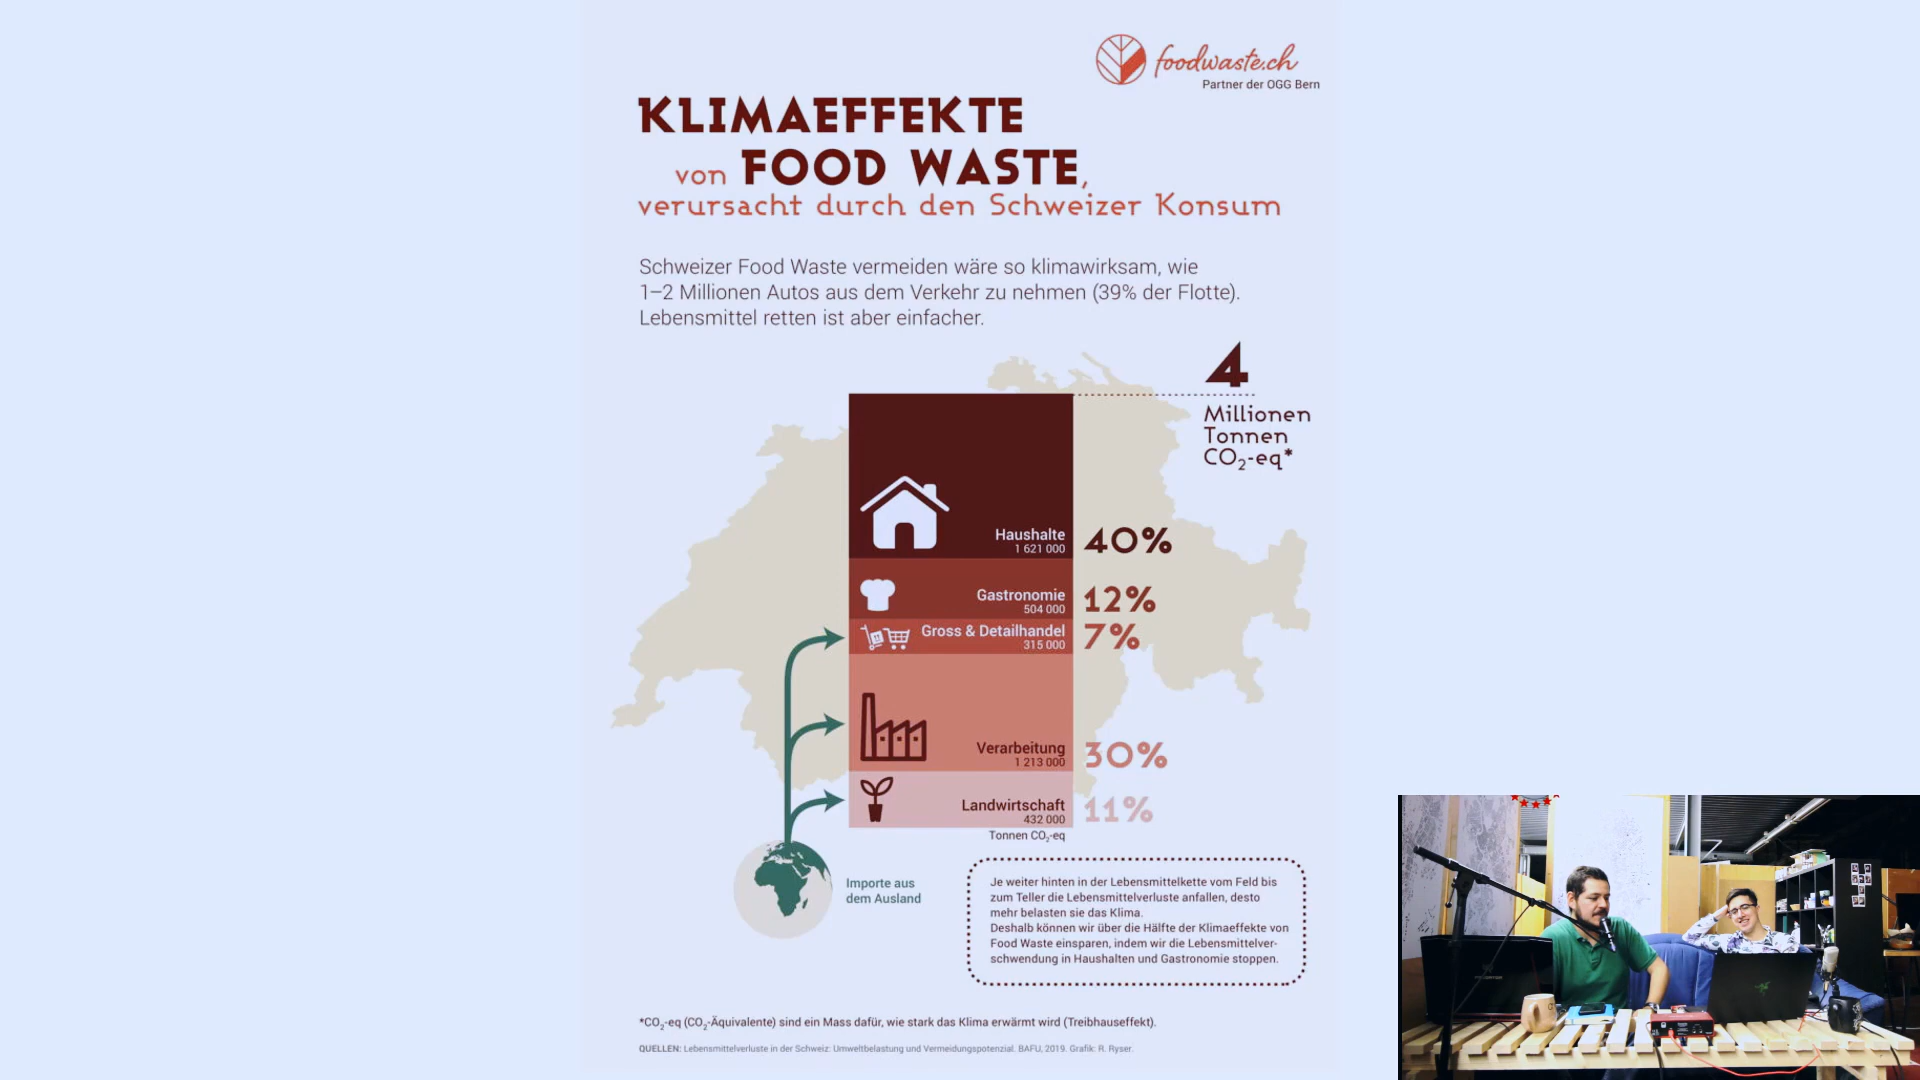 foodwaste.ch
Partner der OGG Bern
KLIMAEFFEKTE
von FOOD WASTE,
verursacht durch den Schweizer Konsum
Schweizer Food Waste vermeiden wäre so klimawirksam, wie
1–2 Millionen Autos aus dem Verkehr zu nehmen (39% der Flotte).
Lebensmittel retten ist aber einfacher.
4
Millionen
Tonnen
CO₂-eq*
Haushalte
1 621 000
40%
Gastronomie
504 000
12%
Gross & Detailhandel
315 000
7%
Verarbeitung
1 213 000
30%
Landwirtschaft
432 000
11%
Tonnen CO₂-eq
Importe aus
dem Ausland
Je weiter hinten in der Lebensmittelkette vom Feld bis
zum Teller die Lebensmittelverluste anfallen, desto
mehr belasten sie das Klima.
Deshalb können wir über die Hälfte der Klimaeffekte von
Food Waste einsparen, indem wir die Lebensmittelver-
schwendung in Haushalten und Gastronomie stoppen.
*CO₂-eq (CO₂-Äquivalente) sind ein Mass dafür, wie stark das Klima erwärmt wird (Treibhauseffekt).
QUELLEN: Lebensmittelverluste in der Schweiz: Umweltbelastung und Vermeidungspotenzial. BAFU, 2019. Grafik: R. Ryser.